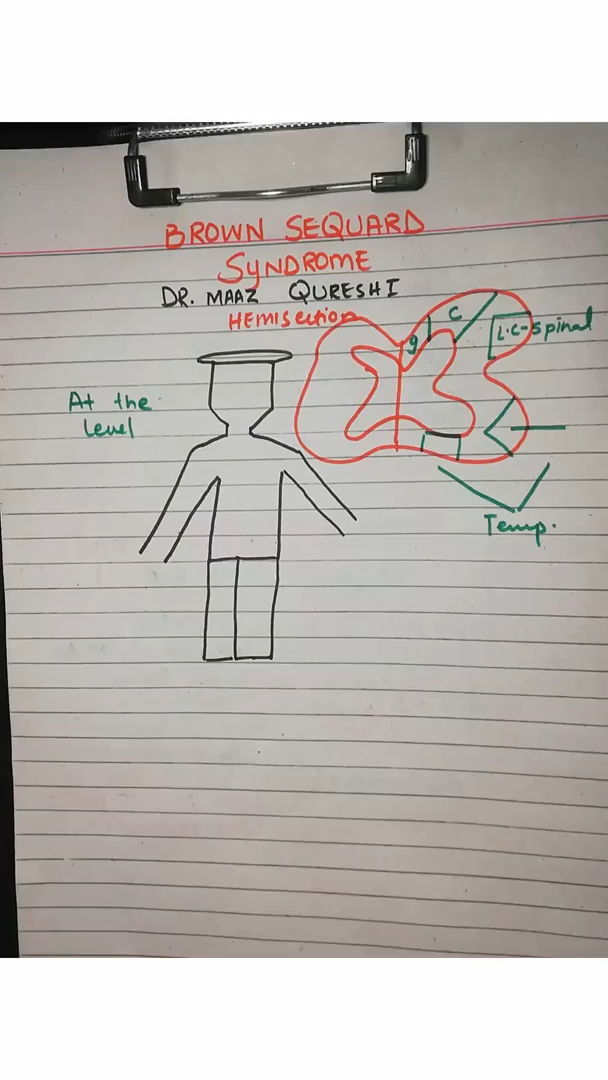 BROWN SEQUARD
SYNDROME
DR. MAAZ QURESHI
HEMISection
g
c
L.C-Spinal
At the
level
Temp.